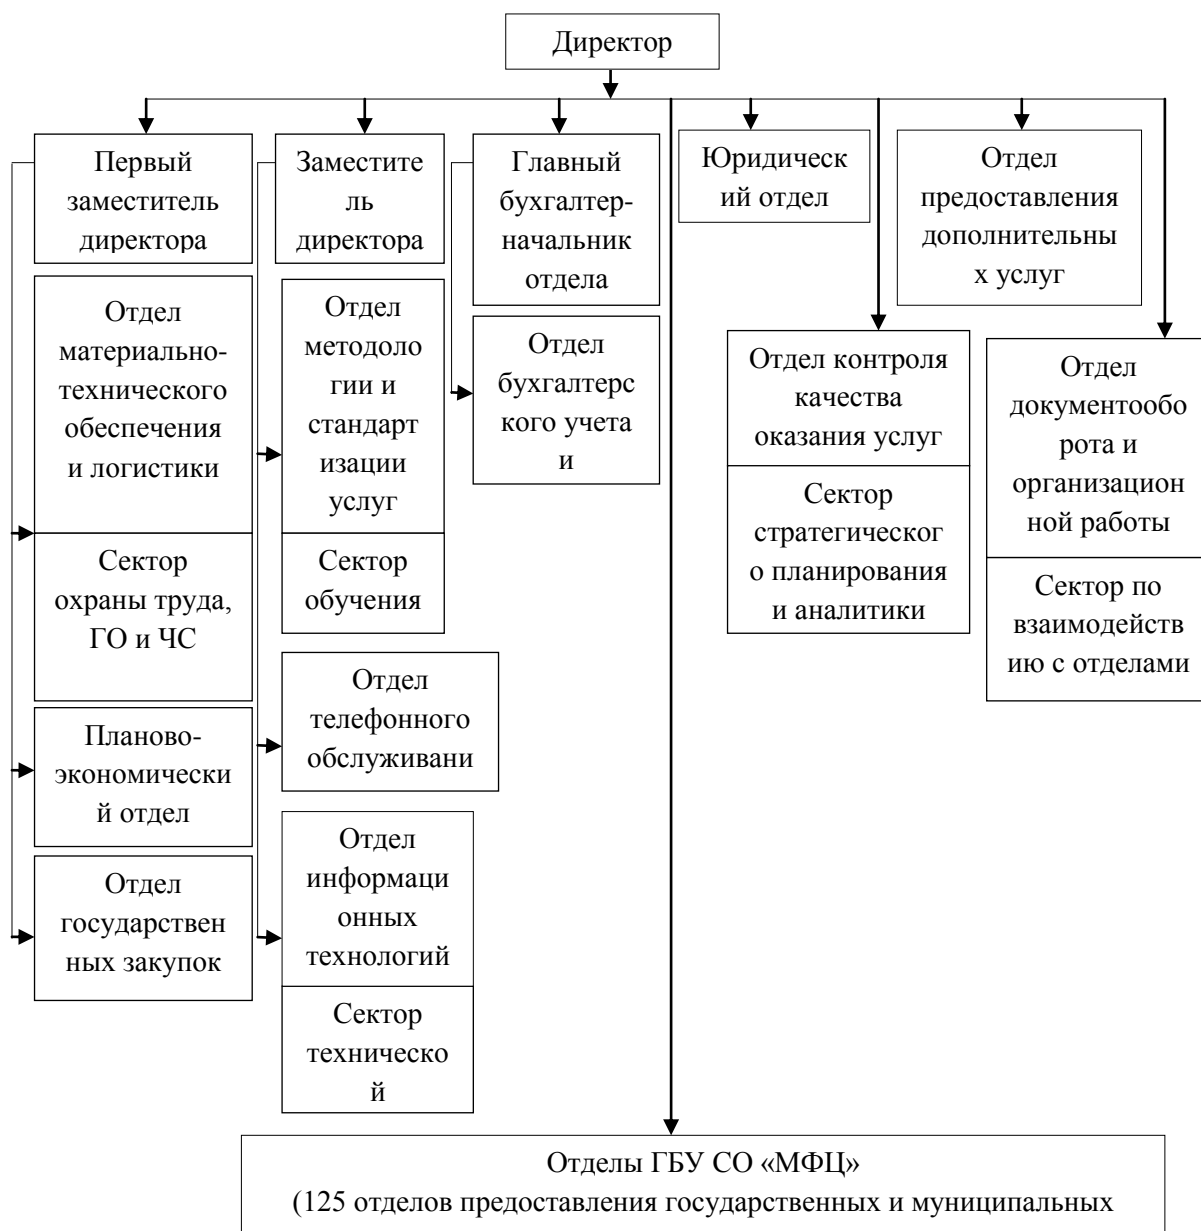 Директор
Первый
заместитель
директора
Заместите
ль
директора
Главный
бухгалтер-
начальник
отдела
Юридическ
ий отдел
Отдел
предоставления
дополнительны
х услуг
Отдел
материально-
технического
обеспечения
и логистики
Сектор
охраны труда,
ГО и ЧС
Планово-
экономически
й отдел
Отдел
государствен
ных закупок
Отдел
методоло
гии и
стандарт
изации
услуг
Сектор
обучения
Отдел
телефонного
обслуживани
Отдел
информаци
онных
технологий
Сектор
техническо
й
Отдел
бухгалтерс
кого учета
и
Отдел контроля
качества
оказания услуг
Сектор
стратегическог
о планирования
и аналитики
Отдел
документообо
рота и
организацион
ной работы
Сектор по
взаимодейств
ию с отделами
Отделы ГБУ СО «МФЦ»
(125 отделов предоставления государственных и муниципальных